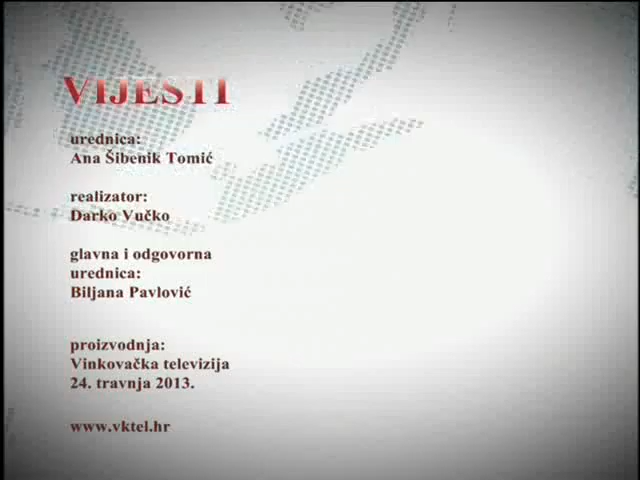 VIJESTI
urednica:
Ana Šibenik Tomić
realizator:
Darko Vučko
glavna i odgovorna
urednica:
Biljana Pavlović
proizvodnja:
Vinkovačka televizija
24. travnja 2013.
www.vktel.hr